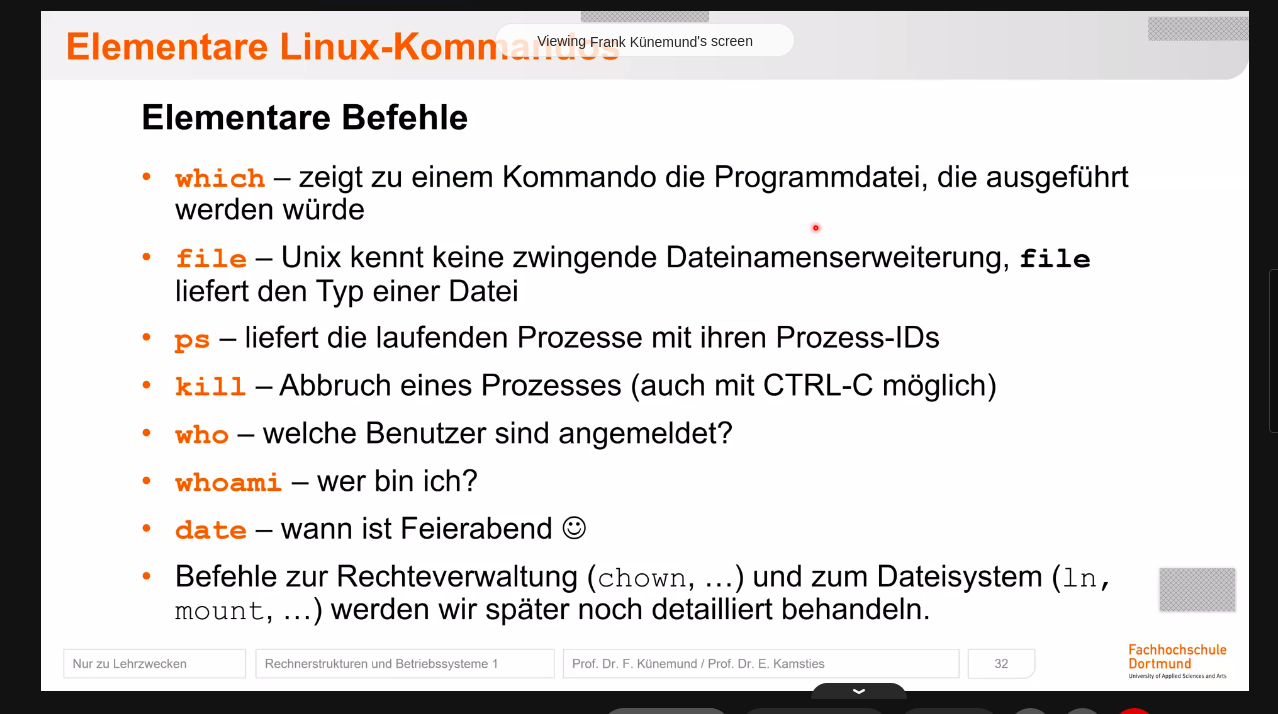 Elementare Linux-Kommandos
Viewing Frank Künemund's screen
Elementare Befehle
• which – zeigt zu einem Kommando die Programmdatei, die ausgeführt
werden würde
• file – Unix kennt keine zwingende Dateinamenserweiterung, file
liefert den Typ einer Datei
• ps – liefert die laufenden Prozesse mit ihren Prozess-IDs
• kill – Abbruch eines Prozesses (auch mit CTRL-C möglich)
• who – welche Benutzer sind angemeldet?
• whoami – wer bin ich?
• date – wann ist Feierabend ☺
• Befehle zur Rechteverwaltung (chown, …) und zum Dateisystem (ln,
mount, …) werden wir später noch detailliert behandeln.
Nur zu Lehrzwecken
Rechnerstrukturen und Betriebssysteme 1
Prof. Dr. F. Künemund / Prof. Dr. E. Kamsties
32
Fachhochschule
Dortmund
University of Applied Sciences and Arts